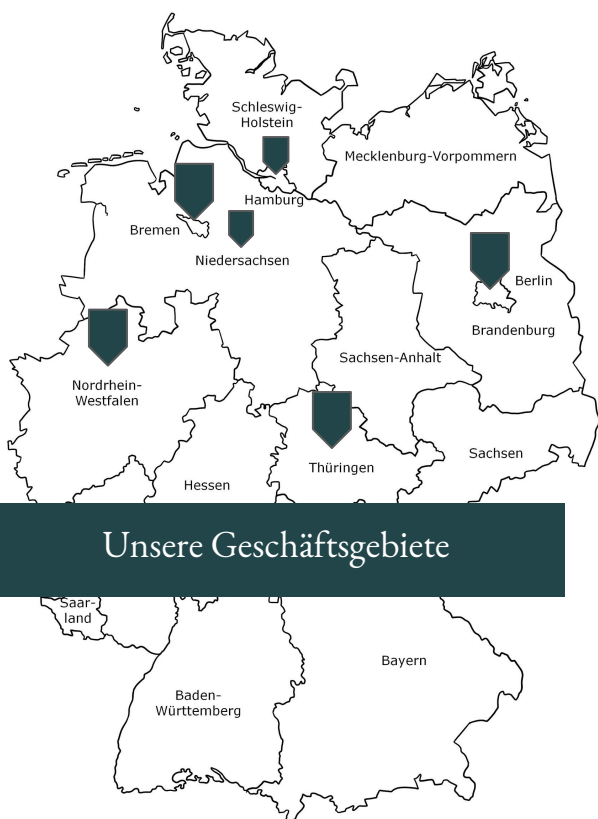 Schleswig-
Holstein
Mecklenburg-Vorpommern
Hamburg
Bremen
Niedersachsen
Berlin
Brandenburg
Sachsen-Anhalt
Nordrhein-
Westfalen
Thüringen
Sachsen
Hessen
Unsere Geschäftsgebiete
Saar-
land
Bayern
Baden-
Württemberg